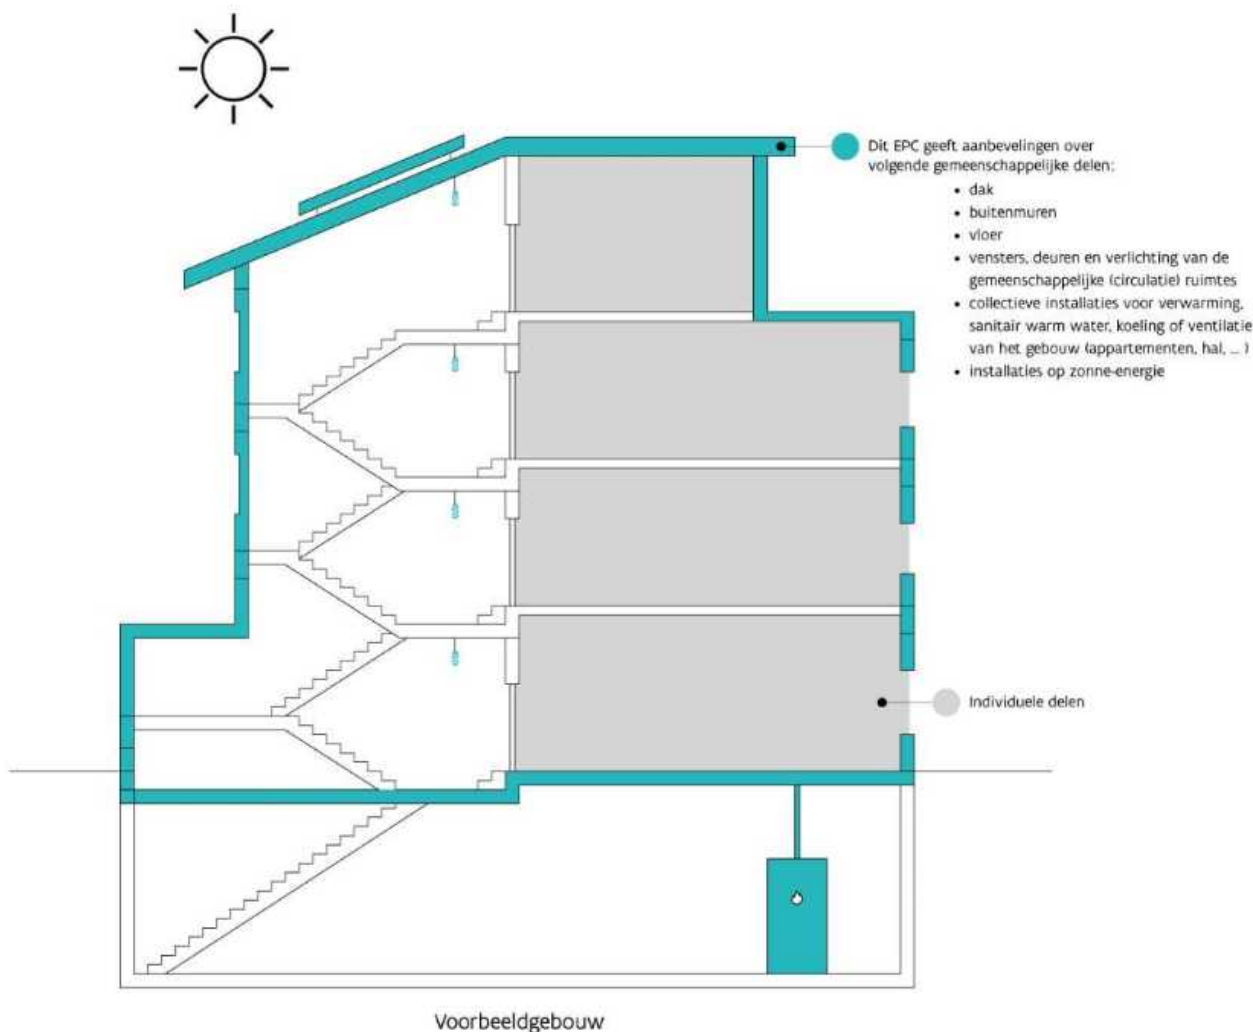 Dit EPC geeft aanbevelingen over
volgende gemeenschappelijke delen:
• dak
• buitenmuren
• vloer
• vensters, deuren en verlichting van de
gemeenschappelijke (circulatie) ruimtes
• collectieve installaties voor verwarming,
sanitair warm water, koeling of ventilatie
van het gebouw (appartementen, hal, ... )
• installaties op zonne-energie
Individuele delen
Voorbeeldgebouw